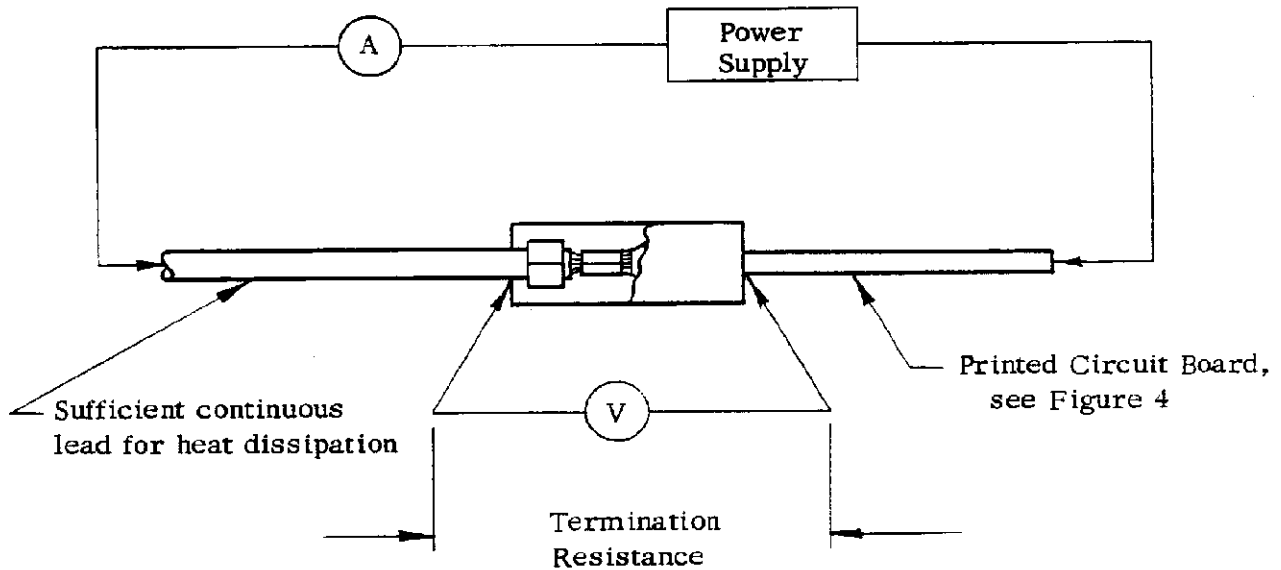 A
Power
Supply
Printed Circuit Board,
see Figure 4
Sufficient continuous
lead for heat dissipation
V
Termination
Resistance